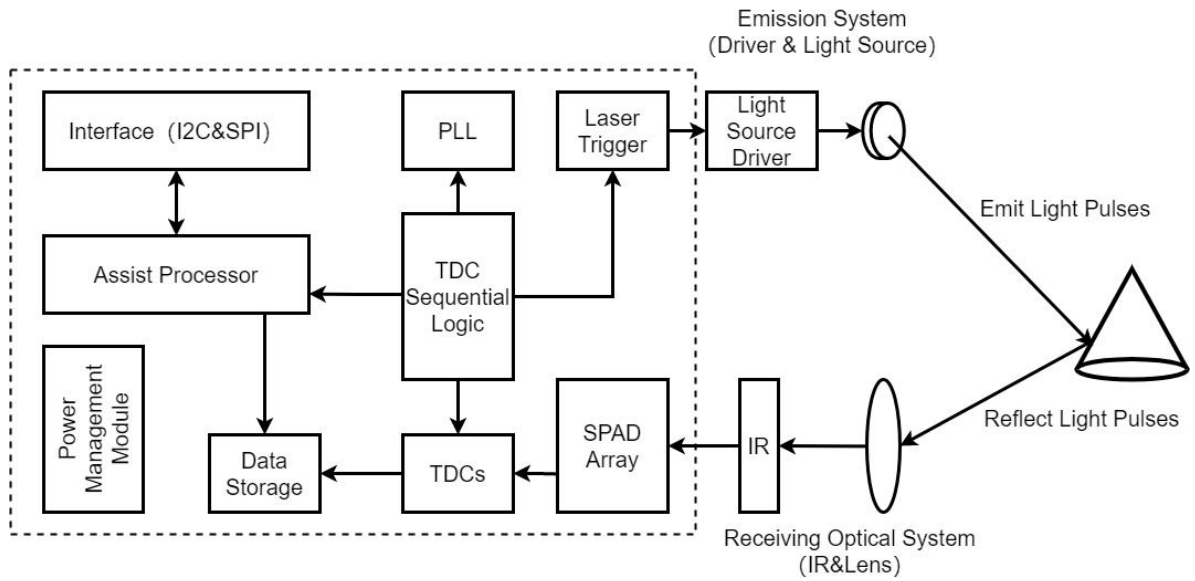 Emission System
(Driver & Light Source)
Interface（I2C&SPI）
PLL
Laser
Trigger
Light
Source
Driver
Emit Light Pulses
Assist Processor
TDC
Sequential
Logic
Power
Management
Module
Data
Storage
TDCs
SPAD
Array
IR
Reflect Light Pulses
Receiving Optical System
(IR&Lens)